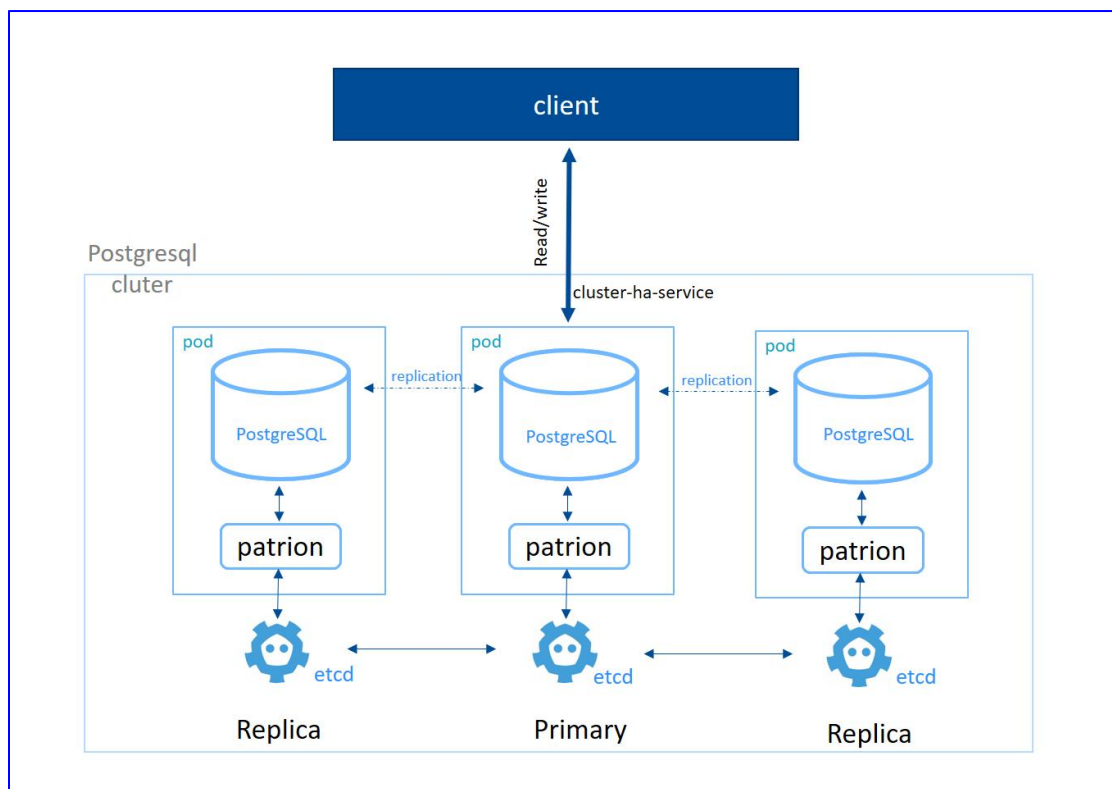 client
Read/write
Postgresql
cluter
cluster-ha-service
pod
pod
pod
replication
replication
PostgreSQL
PostgreSQL
PostgreSQL
patrion
patrion
patrion
etcd
etcd
etcd
Replica
Primary
Replica